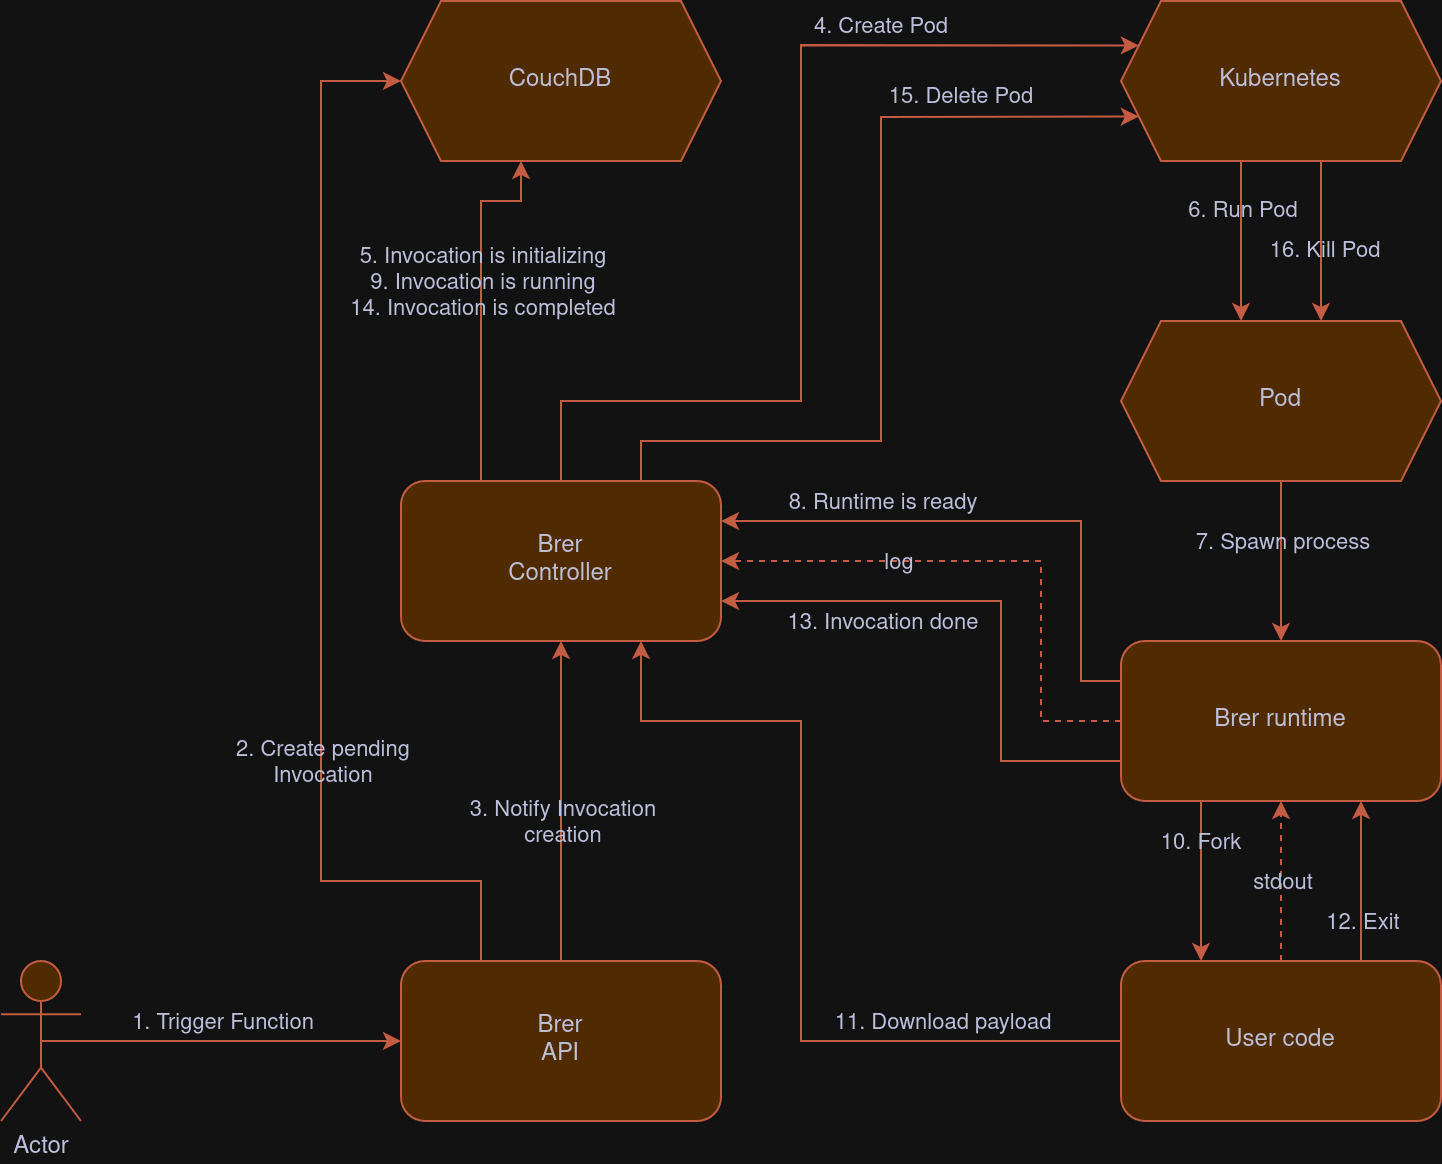 4. Create Pod
CouchDB
Kubernetes
15. Delete Pod
6. Run Pod
16. Kill Pod
5. Invocation is initializing
9. Invocation is running
14. Invocation is completed
Pod
8. Runtime is ready
Brer
Controller
log
7. Spawn process
13. Invocation done
Brer runtime
2. Create pending
Invocation
3. Notify Invocation
creation
10. Fork
stdout
12. Exit
1. Trigger Function
Brer
API
11. Download payload
User code
Actor